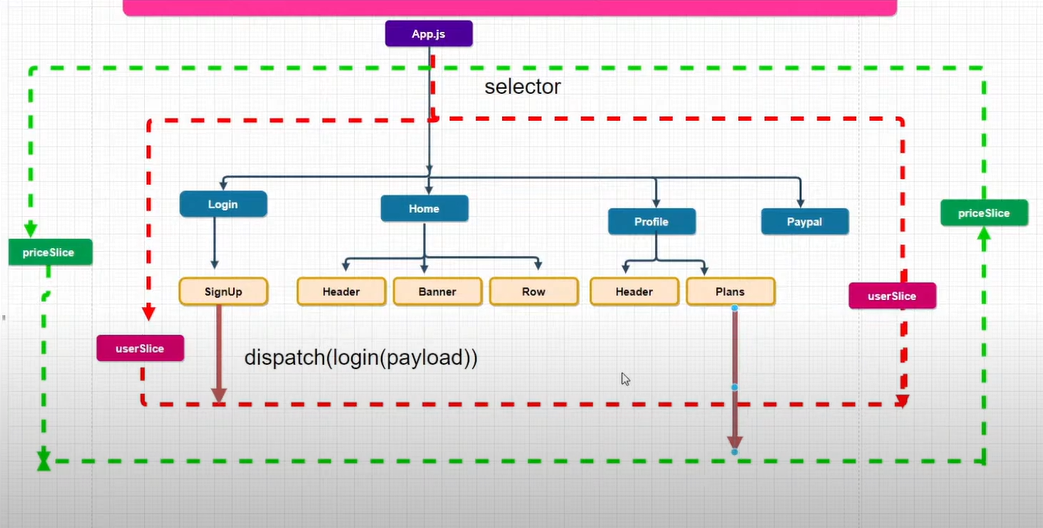 App.js
selector
Login
Home
Profile
Paypal
priceSlice
priceSlice
SignUp
Header
Banner
Row
Header
Plans
userSlice
userSlice
dispatch(login(payload))